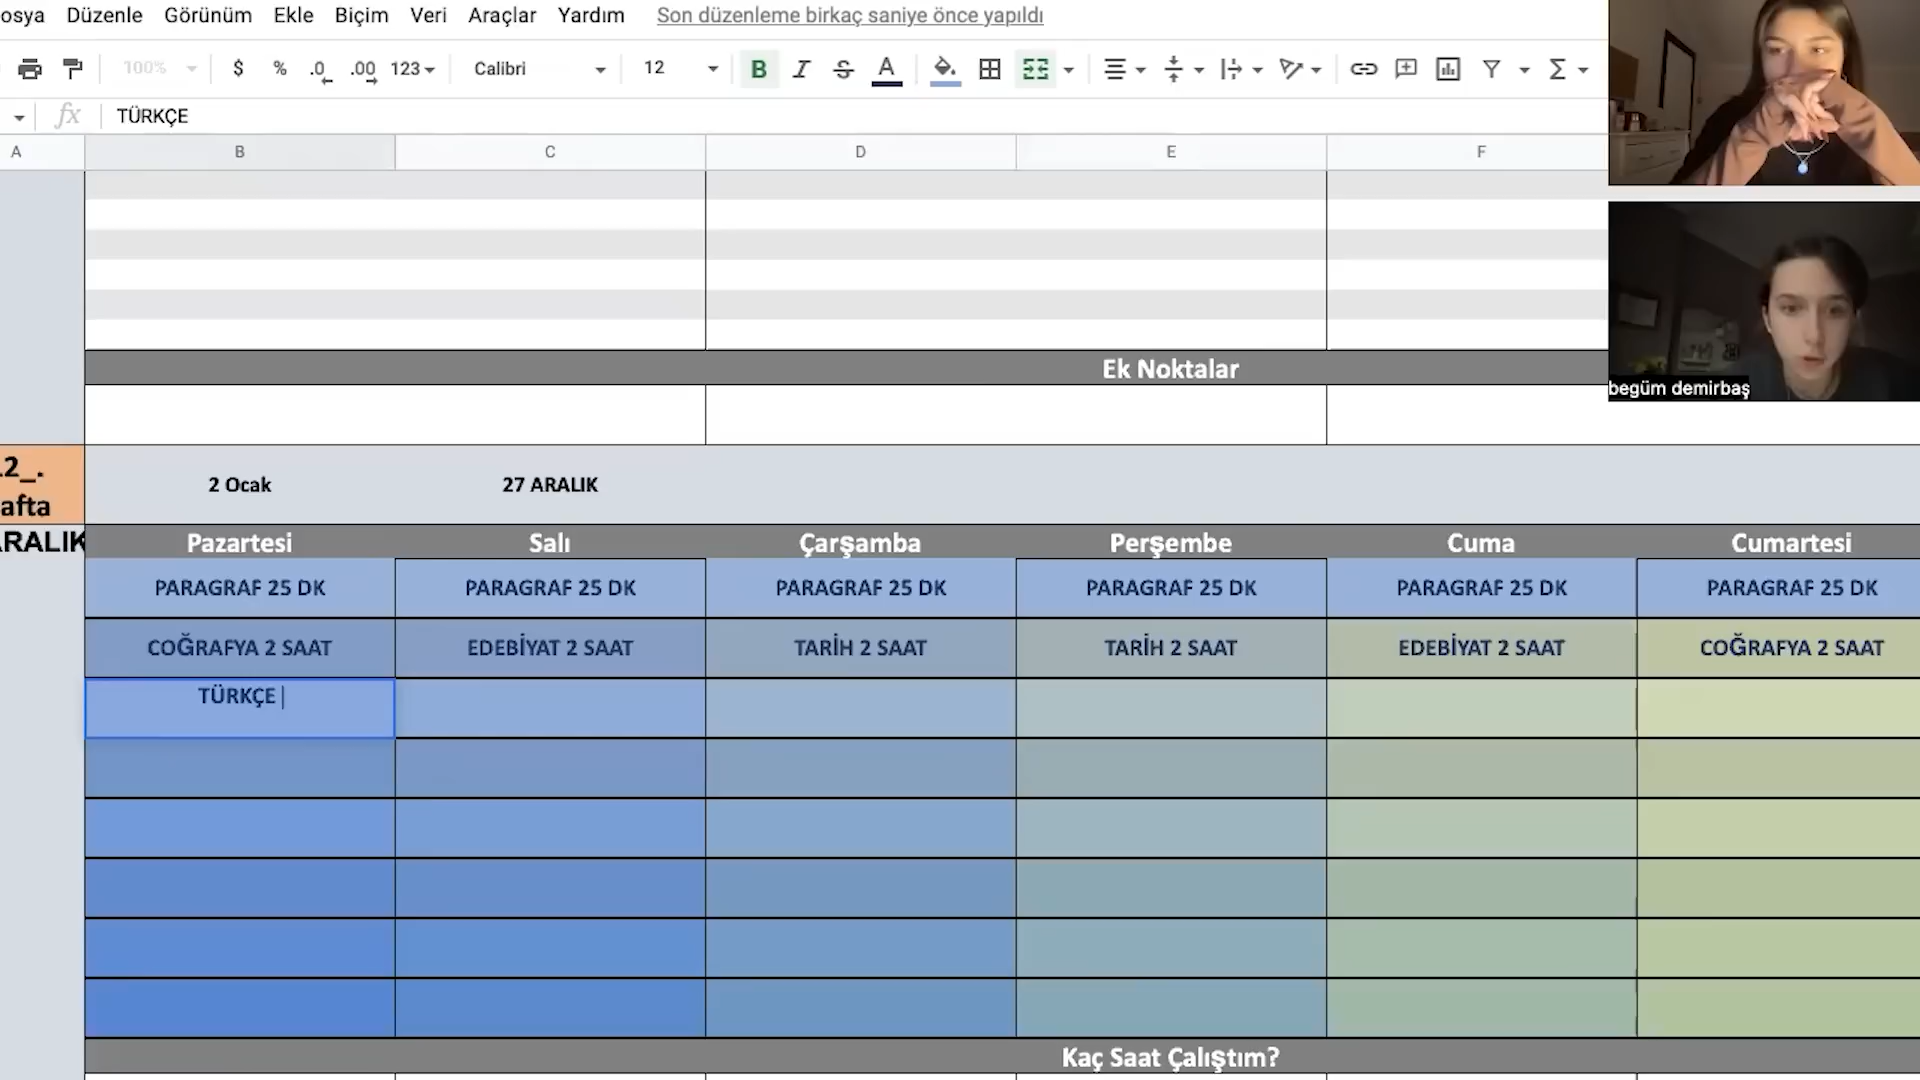 osya Düzenle Görünüm Ekle Biçim Veri Araçlar Yardım Son düzenleme birkaç saniye önce yapıldı
100% $ % .0 .00 123 Calibri 12 B I S A Σ
fx TÜRKÇE
A B C D E F
Ek Noktalar
begüm demirbaş
12_.
afta
2 Ocak 27 ARALIK
ARALIK Pazartesi Salı Çarşamba Perşembe Cuma Cumartesi
PARAGRAF 25 DK PARAGRAF 25 DK PARAGRAF 25 DK PARAGRAF 25 DK PARAGRAF 25 DK PARAGRAF 25 DK
COĞRAFYA 2 SAAT EDEBİYAT 2 SAAT TARİH 2 SAAT TARİH 2 SAAT EDEBİYAT 2 SAAT COĞRAFYA 2 SAAT
TÜRKÇE
Kaç Saat Çalıştım?